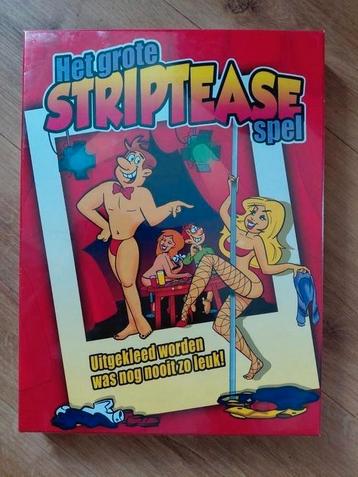 Het grote
STRIPTEASE
spel
Uitgekleed worden
was nog nooit zo leuk!